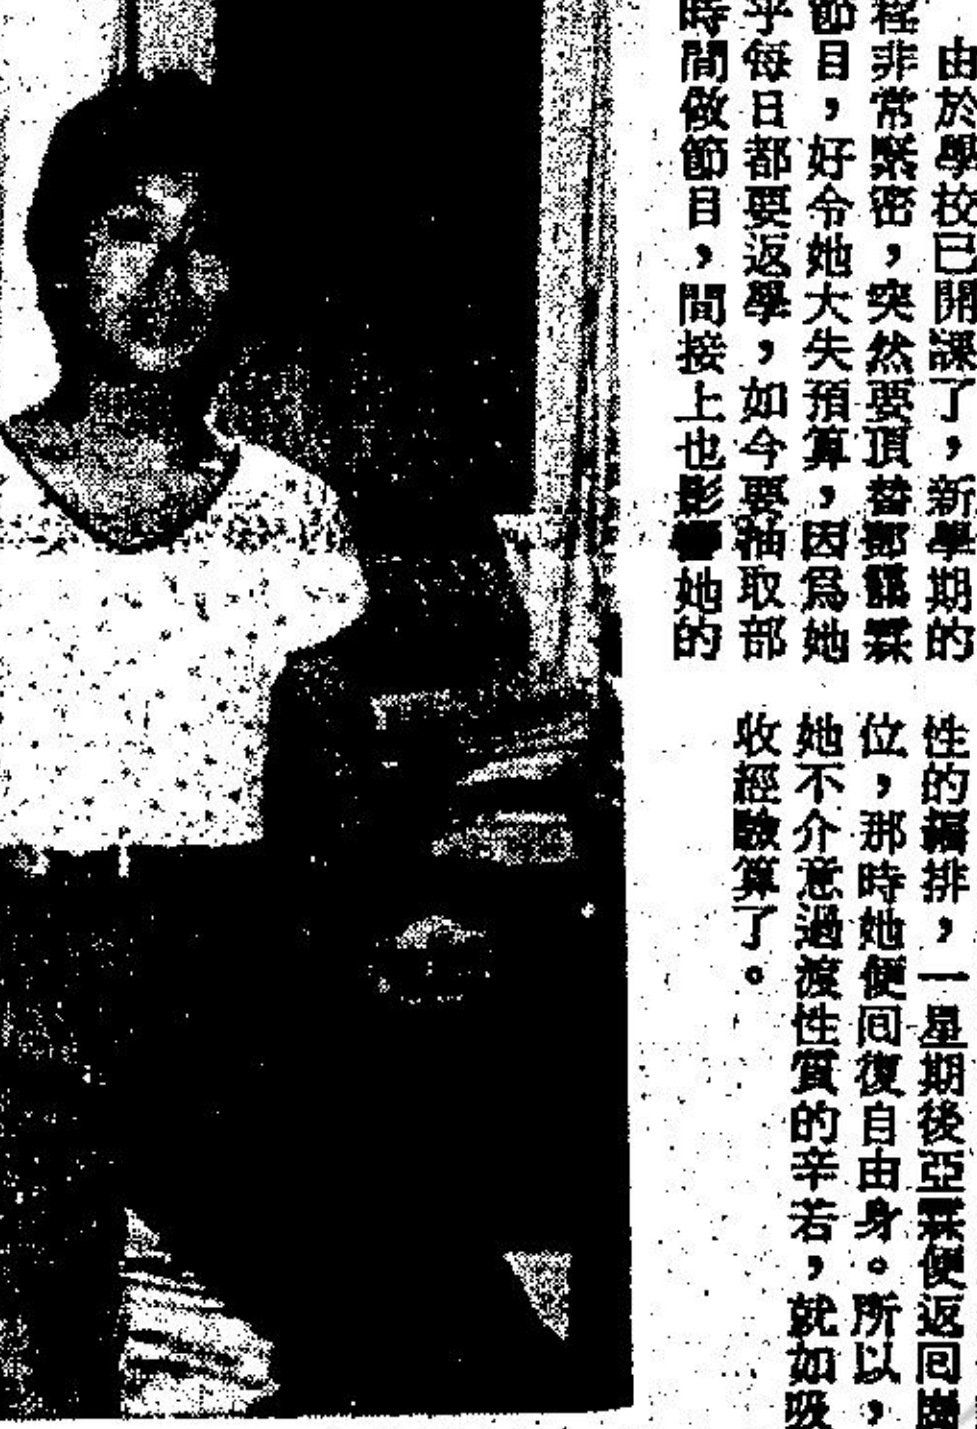 由於學校已開課了，新學期的
程非常緊密，突然要頂替鄭麗霖
節目，好令她大失預算，因為她
乎每日都要返學，如今要抽取部
時間做節目，間接上也影響她的
性的編排，一星期後亞霖便返回崗
位，那時她便回復自由身。所以，
她不介意過渡性質的辛苦，就如吸
收經驗算了。